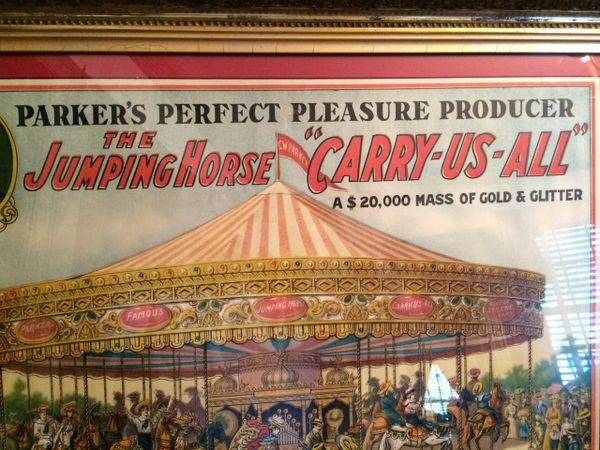 PARKER'S PERFECT PLEASURE PRODUCER
THE
JUMPING HORSE "CARRY-US-ALL"
C.W. PARKER
A $20,000 MASS OF GOLD & GLITTER
PARKER'S
FAMOUS
JUMPING HORSE
CARRY US ALL